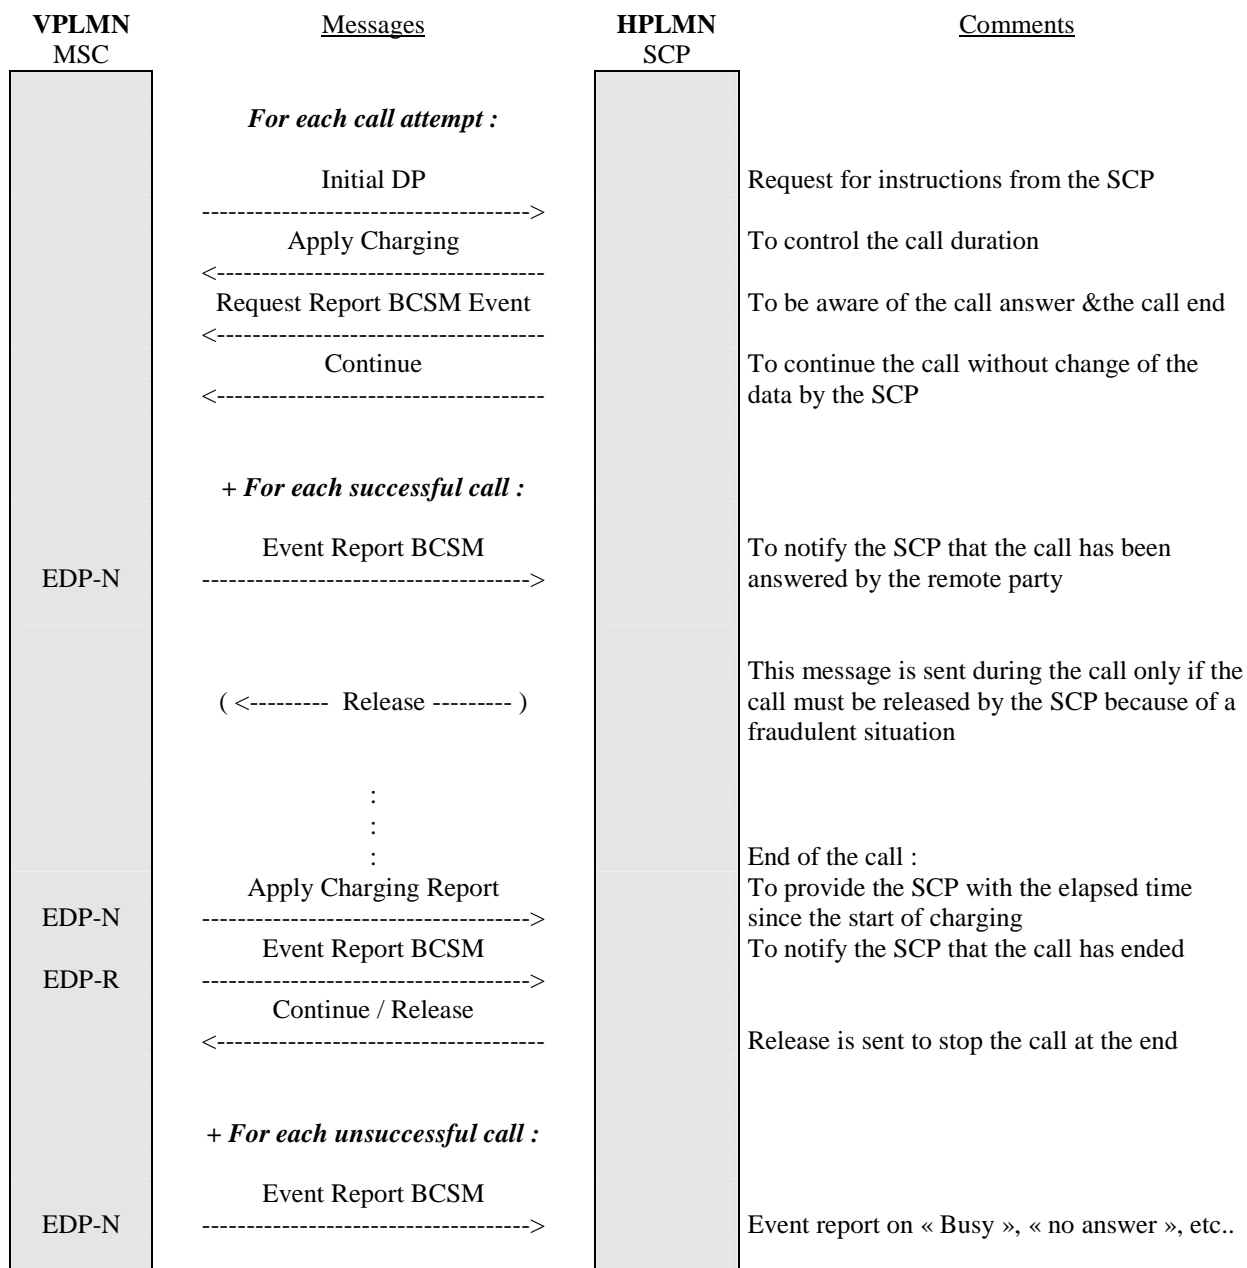 VPLMN Messages HPLMN Comments
MSC SCP
For each call attempt :
Initial DP Request for instructions from the SCP
------------------------------------->
Apply Charging To control the call duration
<-------------------------------------
Request Report BCSM Event To be aware of the call answer &the call end
<-------------------------------------
Continue To continue the call without change of the
<------------------------------------- data by the SCP
+ For each successful call :
Event Report BCSM To notify the SCP that the call has been
EDP-N -------------------------------------> answered by the remote party
This message is sent during the call only if the
( <--------- Release --------- ) call must be released by the SCP because of a
fraudulent situation
:
:
: End of the call :
Apply Charging Report To provide the SCP with the elapsed time
EDP-N -------------------------------------> since the start of charging
Event Report BCSM To notify the SCP that the call has ended
EDP-R ------------------------------------->
Continue / Release
<------------------------------------- Release is sent to stop the call at the end
+ For each unsuccessful call :
Event Report BCSM
EDP-N -------------------------------------> Event report on « Busy », « no answer », etc..